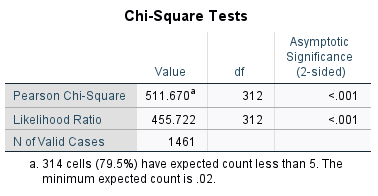 Chi-Square Tests
Asymptotic
Significance
Value df (2-sided)
Pearson Chi-Square 511.670a 312 <.001
Likelihood Ratio 455.722 312 <.001
N of Valid Cases 1461
a. 314 cells (79.5%) have expected count less than 5. The
minimum expected count is .02.